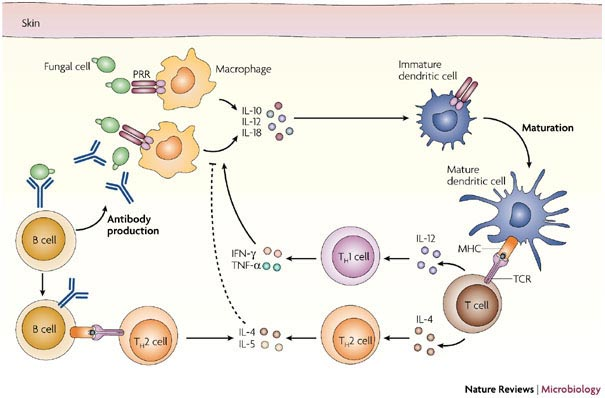 Skin
Fungal cell
PRR
Macrophage
Immature
dendritic cell
IL-10
IL-12
IL-18
Maturation
Mature
dendritic cell
Antibody
production
B cell
IFN-γ
TNF-α
TH1 cell
IL-12
MHC
TCR
T cell
B cell
TH2 cell
IL-4
IL-5
TH2 cell
IL-4
Nature Reviews | Microbiology